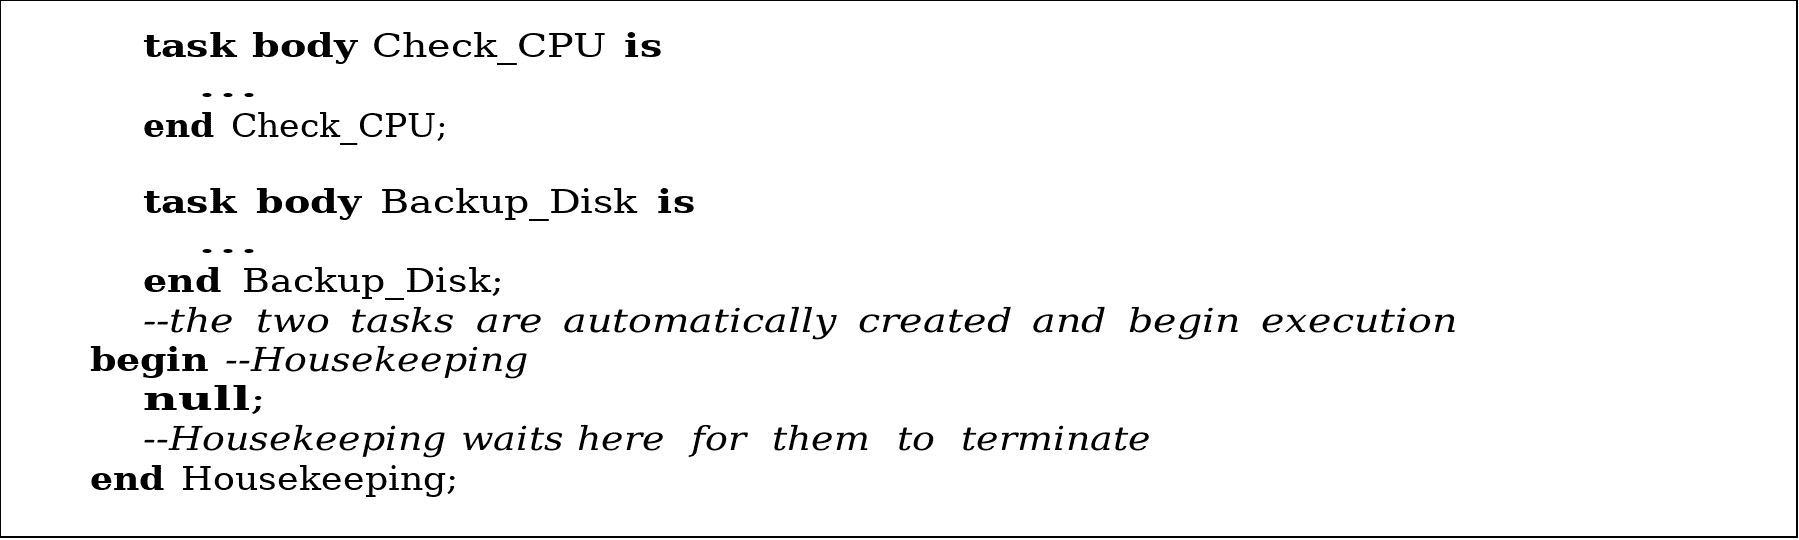 task body Check_CPU is
...
end Check_CPU;
task body Backup_Disk is
...
end Backup_Disk;
--the two tasks are automatically created and begin execution
begin --Housekeeping
null;
--Housekeeping waits here for them to terminate
end Housekeeping;